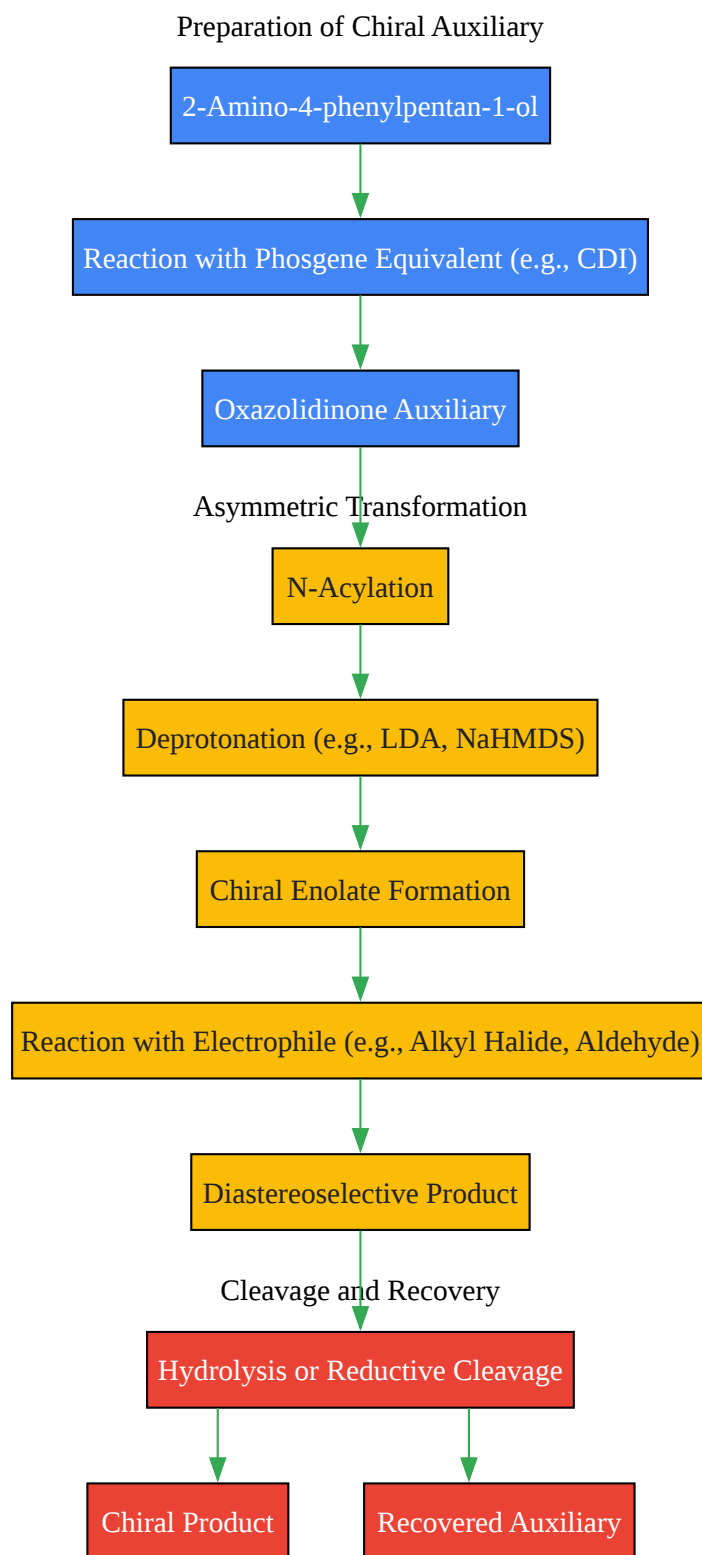 Preparation of Chiral Auxiliary
2-Amino-4-phenylpentan-1-ol
Reaction with Phosgene Equivalent (e.g., CDI)
Oxazolidinone Auxiliary
Asymmetric Transformation
N-Acylation
Deprotonation (e.g., LDA, NaHMDS)
Chiral Enolate Formation
Reaction with Electrophile (e.g., Alkyl Halide, Aldehyde)
Diastereoselective Product
Cleavage and Recovery
Hydrolysis or Reductive Cleavage
Chiral Product
Recovered Auxiliary